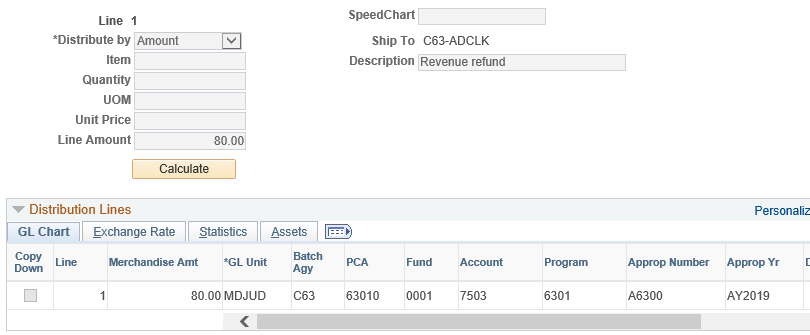 Line 1
*Distribute by Amount
Item
Quantity
UOM
Unit Price
Line Amount 80.00
Calculate
SpeedChart
Ship To C63-ADCLK
Description Revenue refund
Distribution Lines
Personaliz
GL Chart Exchange Rate Statistics Assets
Copy Down Line Merchandise Amt *GL Unit Batch Agy PCA Fund Account Program Approp Number Approp Yr D
1 80.00 MDJUD C63 63010 0001 7503 6301 A6300 AY2019